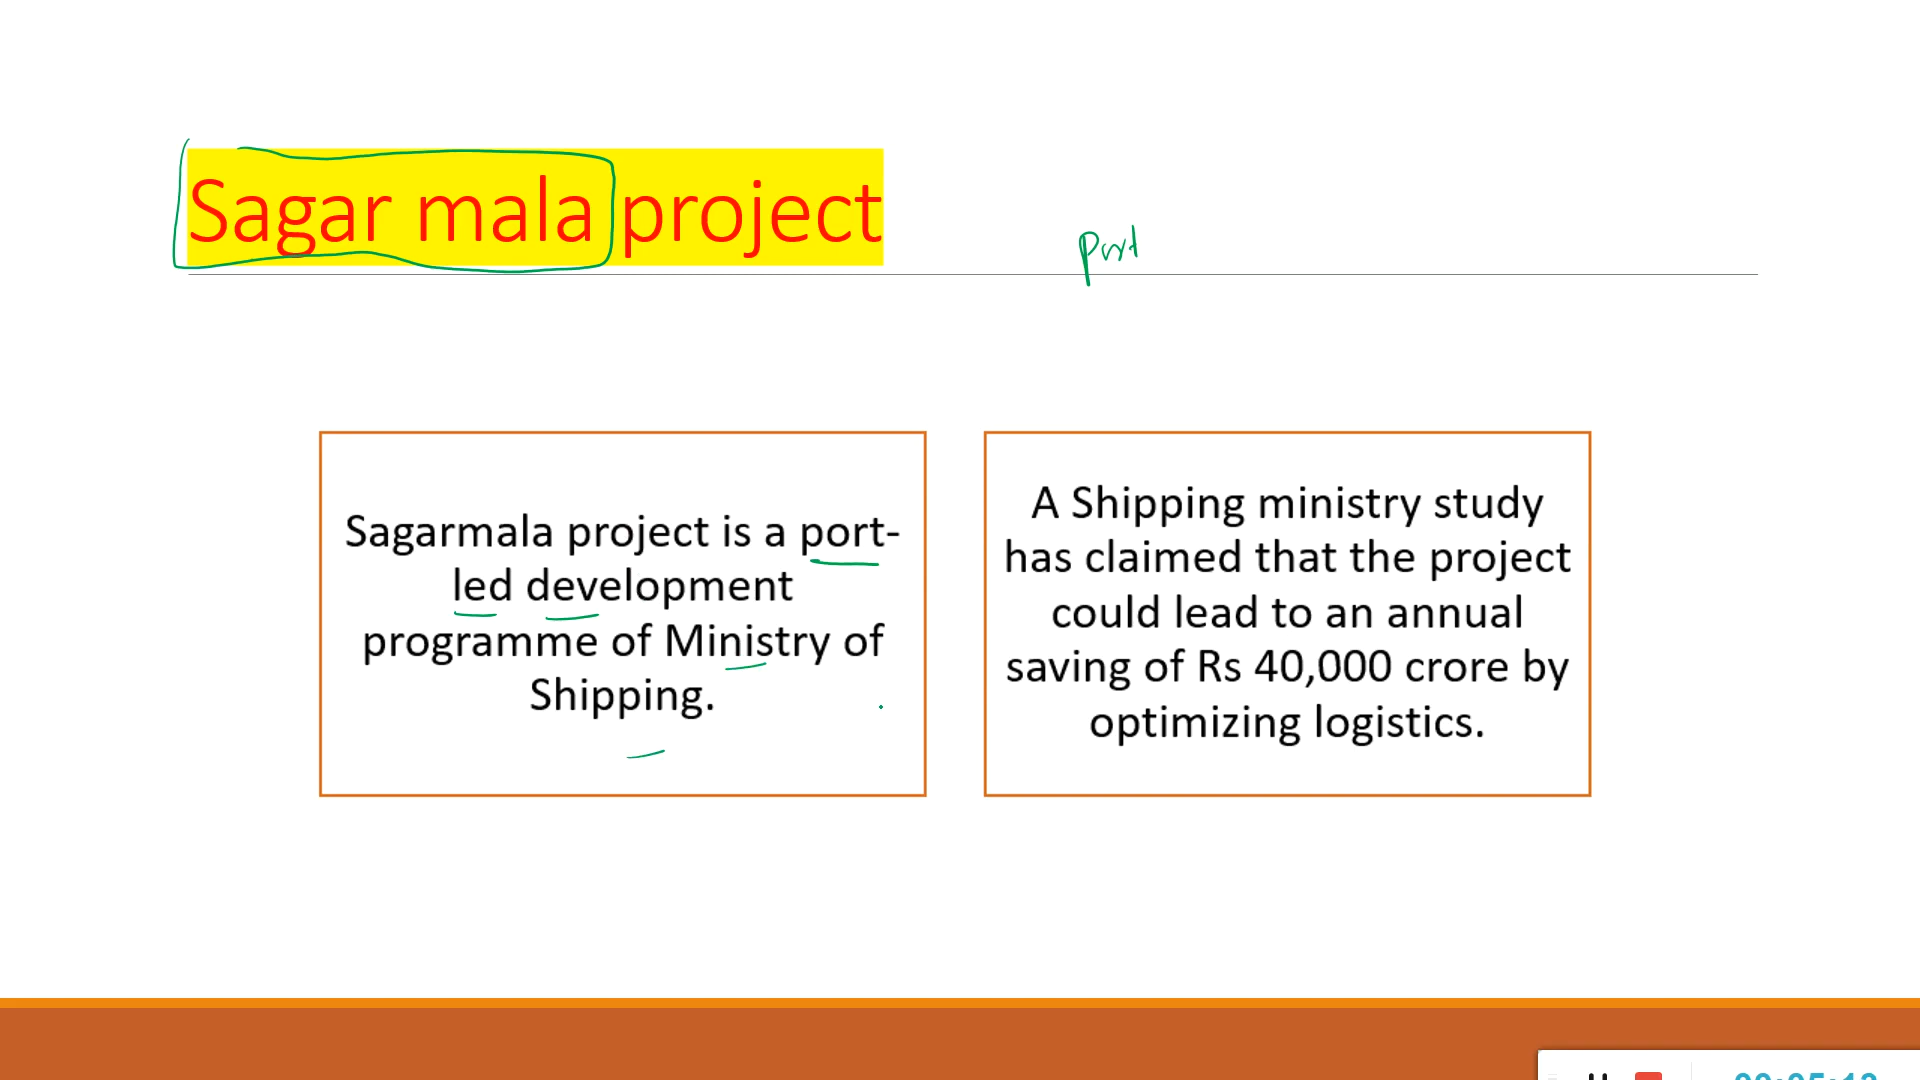 Sagar mala project
port
Sagarmala project is a port-
led development
programme of Ministry of
Shipping.
A Shipping ministry study
has claimed that the project
could lead to an annual
saving of Rs 40,000 crore by
optimizing logistics.